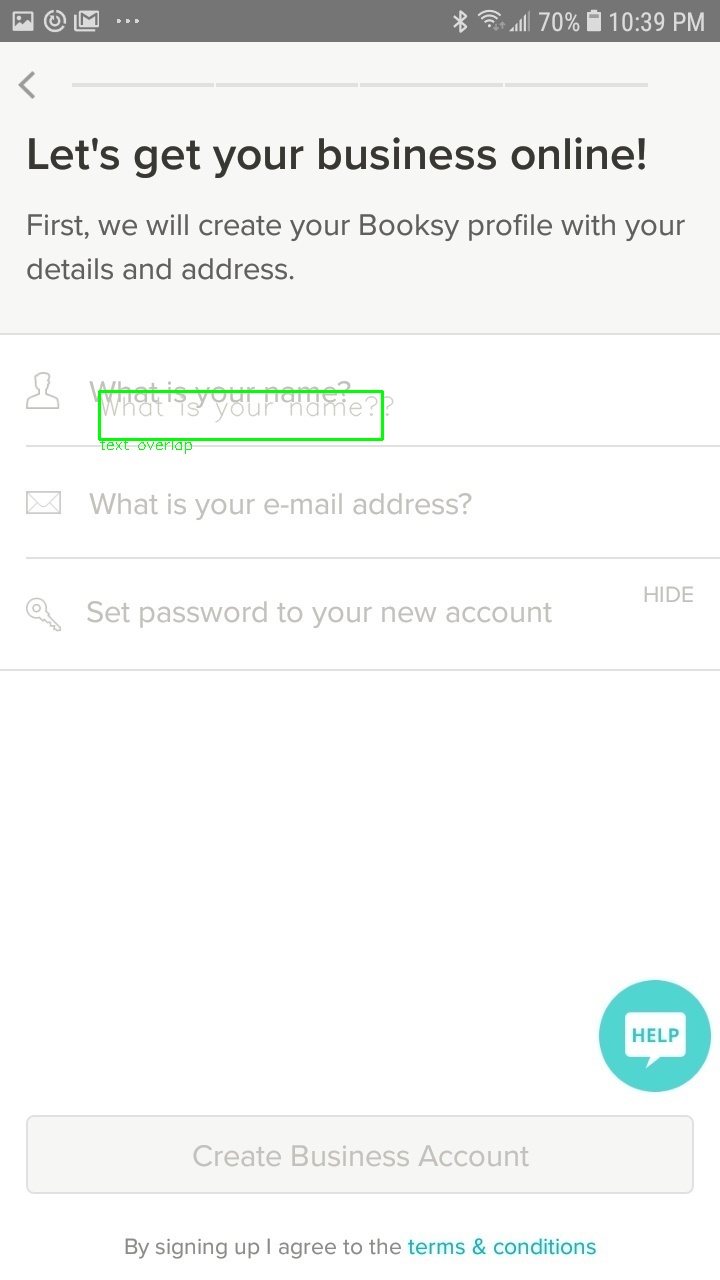 70% 10:39 PM
Let's get your business online!
First, we will create your Booksy profile with your
details and address.
What is your name?
What is your name??
text overlap
What is your e-mail address?
HIDE
Set password to your new account
HELP
Create Business Account
By signing up I agree to the terms & conditions